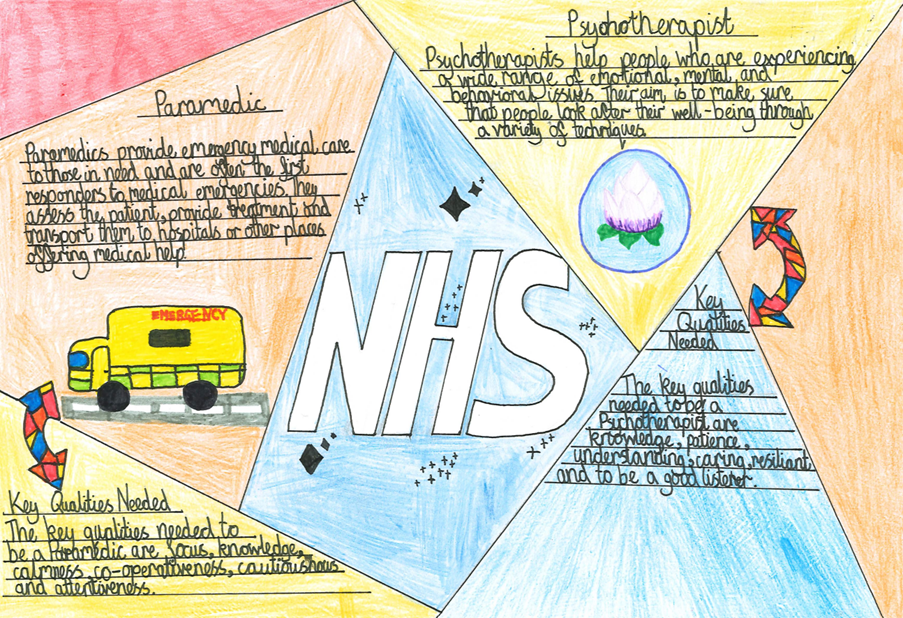 Paramedic
Paramedics provide emergency medical care
to those in need and are often the first
responders to medical emergencies. They
assess the patient, provide treatment and
transport them to hospitals or other places
offering medical help.
EMERGENCY
Key Qualities Needed
The key qualities needed to
be a Paramedic are focus, knowledge,
calmness, co-operativeness, cautioushous
and attentiveness.
NHS
Psychotherapist
Psychotherapists help people who are experiencing
a wide range of emotional, mental, and
behavioral issues. Their aim is to make sure
that people look after their well-being through
a variety of techniques.
Key
Qualities
Needed
The key qualities
needed to be a
Psychotherapist are
knowledge, patience,
understanding, caring, resiliant
and to be a good listener.